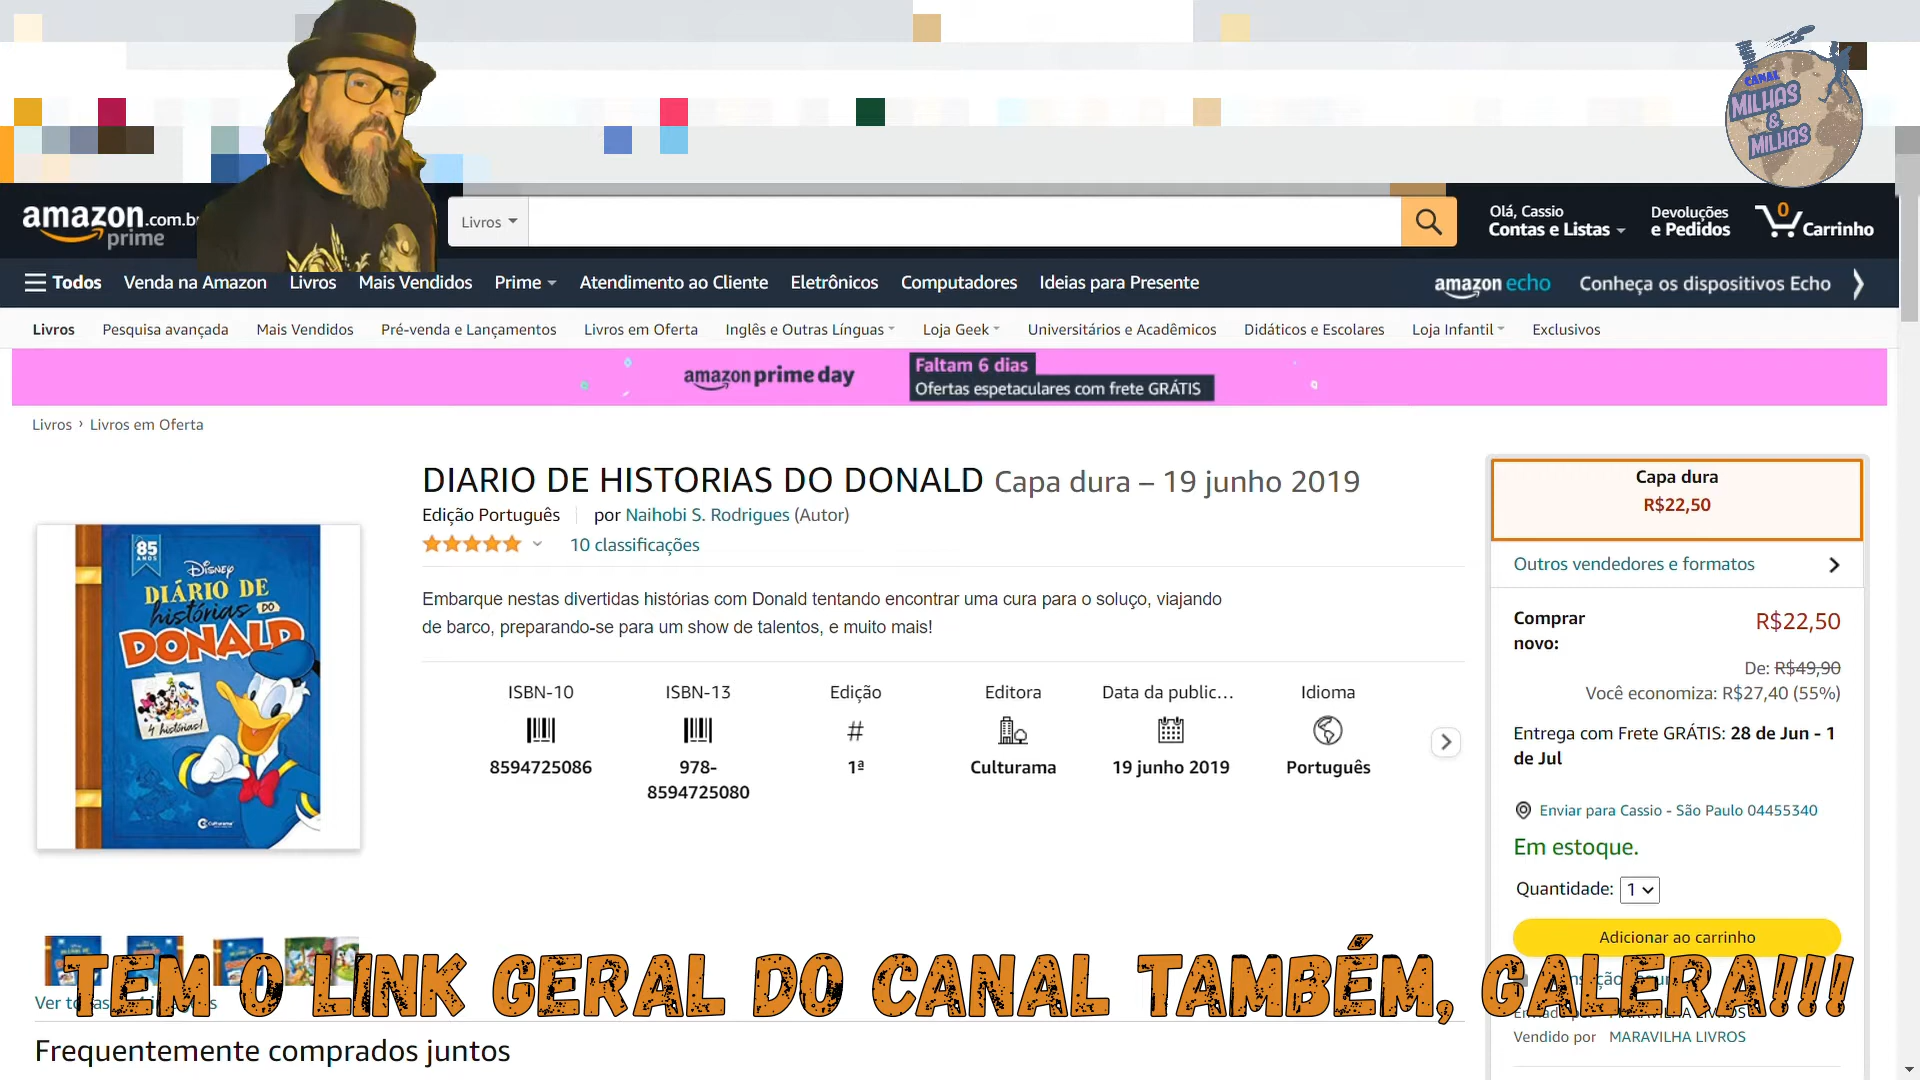 CANAL
MILHAS
&
MILHAS
amazon.com.br
prime
Livros
Olá, Cassio
Contas e Listas
Devoluções
e Pedidos
0
Carrinho
Todos
Venda na Amazon
Livros
Mais Vendidos
Prime
Atendimento ao Cliente
Eletrônicos
Computadores
Ideias para Presente
amazon echo
Conheça os dispositivos Echo
Livros
Pesquisa avançada
Mais Vendidos
Pré-venda e Lançamentos
Livros em Oferta
Inglês e Outras Línguas
Loja Geek
Universitários e Acadêmicos
Didáticos e Escolares
Loja Infantil
Exclusivos
amazon prime day
Faltam 6 dias
Ofertas espetaculares com frete GRÁTIS
Livros › Livros em Oferta
DIARIO DE HISTORIAS DO DONALD Capa dura – 19 junho 2019
Edição Português
por Naihobi S. Rodrigues (Autor)
10 classificações
Embarque nestas divertidas histórias com Donald tentando encontrar uma cura para o soluço, viajando
de barco, preparando-se para um show de talentos, e muito mais!
85
ANOS
Disney
DIÁRIO DE
histórias DO
DONALD
4 histórias!
Culturama
ISBN-10
8594725086
ISBN-13
978-
8594725080
Edição
#
1ª
Editora
Culturama
Data da public…
19 junho 2019
Idioma
Português
Capa dura
R$22,50
Outros vendedores e formatos
Comprar
novo:
R$22,50
De: R$49,90
Você economiza: R$27,40 (55%)
Entrega com Frete GRÁTIS: 28 de Jun - 1
de Jul
Enviar para Cassio - São Paulo 04455340
Em estoque.
Quantidade: 1
Adicionar ao carrinho
TEM O LINK GERAL DO CANAL TAMBÉM, GALERA!!!
MARAVILHA LIVROS
Vendido por MARAVILHA LIVROS
Frequentemente comprados juntos